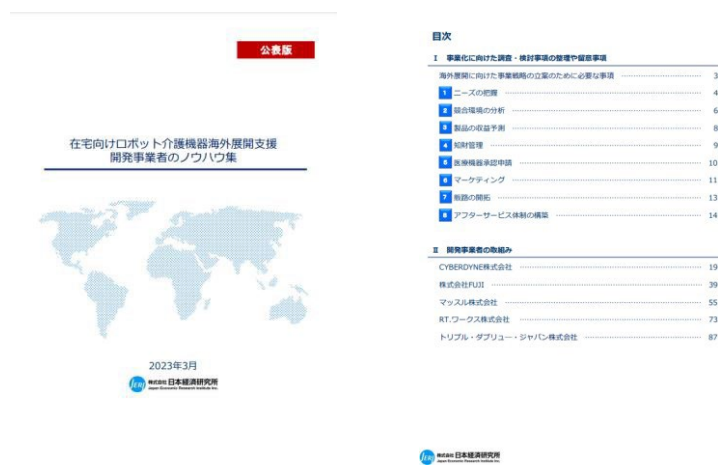 公表版
在宅向けロボット介護機器海外展開支援
開発事業者のノウハウ集
2023年3月
株式会社 日本経済研究所
Japan Economic Research Institute Inc.
目次
Ⅰ 事業化に向けた調査・検討事項の整理や留意事項
海外展開に向けた事業戦略の立案のために必要な事項 3
1 ニーズの把握 4
2 競合環境の分析 6
3 製品の収益予測 8
4 知財管理 9
5 医療機器承認申請 10
6 マーケティング 11
7 販路の開拓 13
8 アフターサービス体制の構築 14
Ⅱ 開発事業者の取組み
CYBERDYNE株式会社 19
株式会社FUJI 39
マッスル株式会社 55
RT.ワークス株式会社 73
トリプル・ダブリュー・ジャパン株式会社 87
株式会社 日本経済研究所
Japan Economic Research Institute Inc.